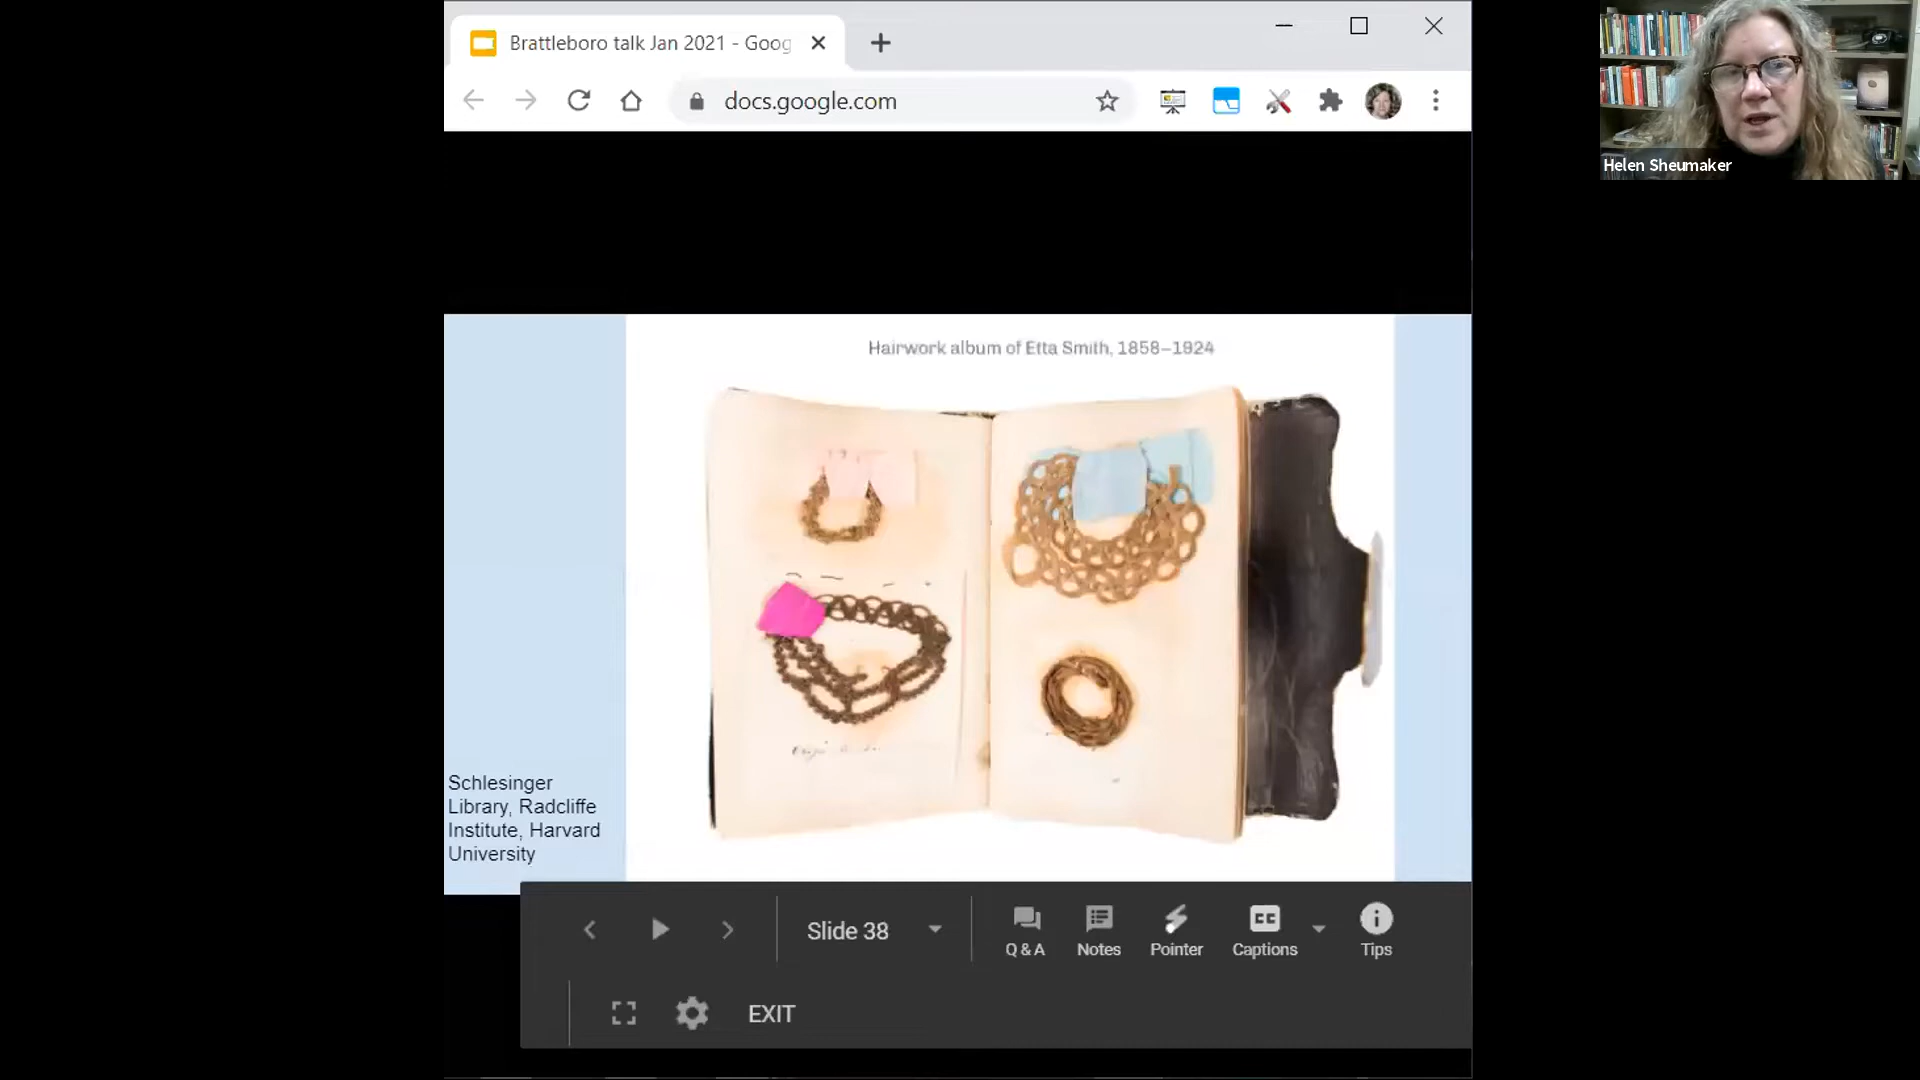 Brattleboro talk Jan 2021 - Goog
docs.google.com
Helen Sheumaker
Hairwork album of Etta Smith, 1858–1924
Schlesinger
Library, Radcliffe
Institute, Harvard
University
Slide 38
Q & A
Notes
Pointer
CC
Captions
Tips
EXIT